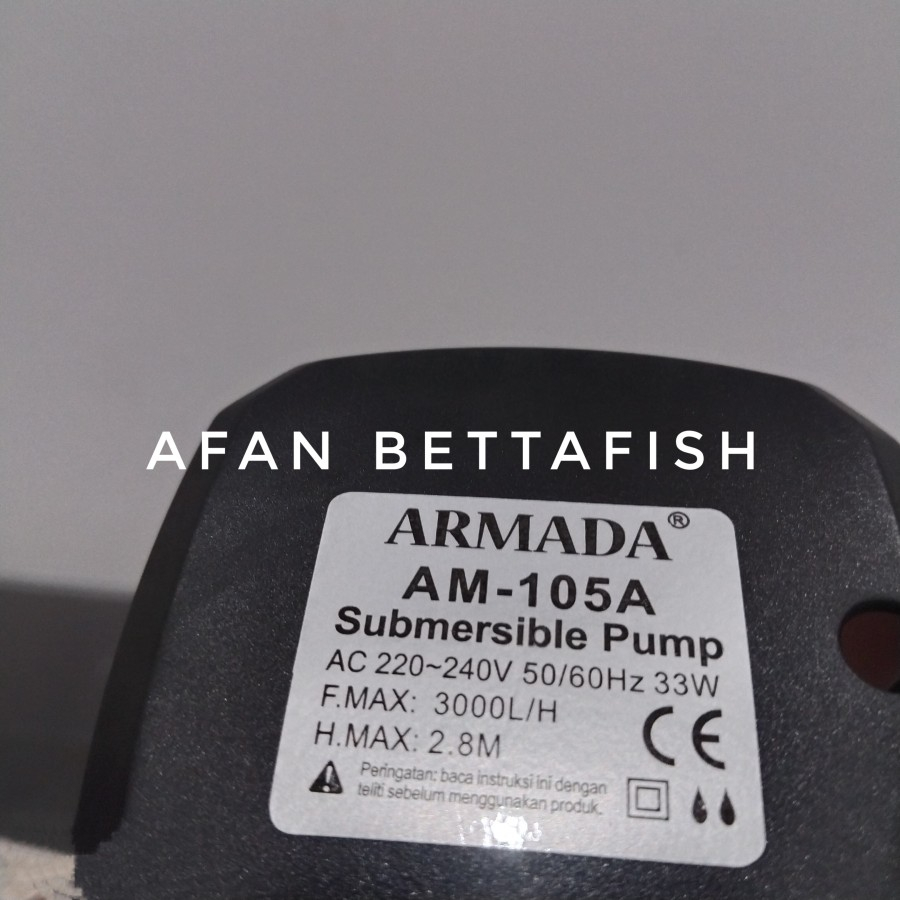 AFAN BETTAFISH
ARMADA®
AM-105A
Submersible Pump
AC 220~240V 50/60Hz 33W
F.MAX: 3000L/H
H.MAX: 2.8M
CE
Peringatan: baca instruksi ini dengan
teliti sebelum menggunakan produk.